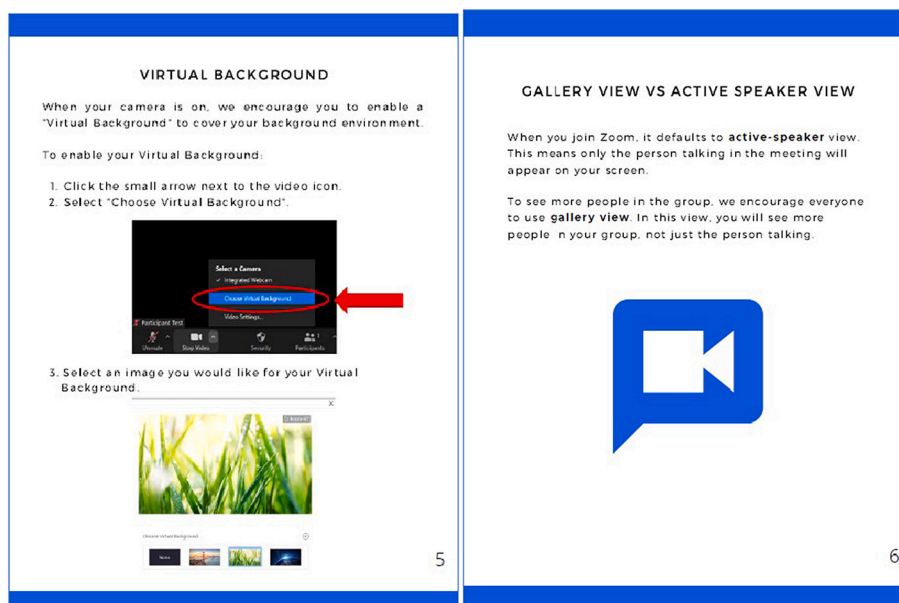 VIRTUAL BACKGROUND
When your camera is on, we encourage you to enable a
"Virtual Background" to cover your background environment.
To enable your Virtual Background:
1. Click the small arrow next to the video icon.
2. Select "Choose Virtual Background".
Select a Camera
✓ Integrated Webcam
Choose Virtual Background
Video Settings...
Participant Test
Unmute Stop Video Security Participants
3. Select an image you would like for your Virtual
Background.
Choose Virtual Background
None
5
GALLERY VIEW VS ACTIVE SPEAKER VIEW
When you join Zoom, it defaults to active-speaker view.
This means only the person talking in the meeting will
appear on your screen.
To see more people in the group, we encourage everyone
to use gallery view. In this view, you will see more
people n your group, not just the person talking.
6